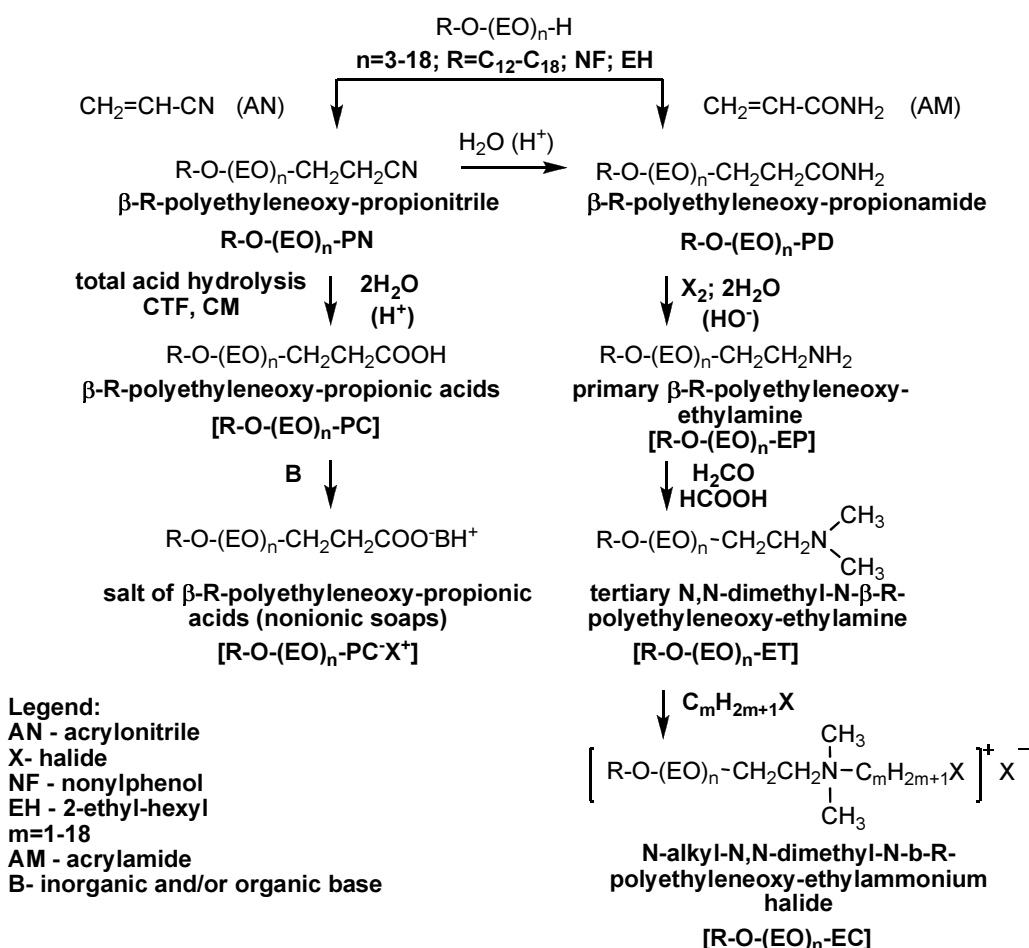 R-O-(EO)n-H
n=3-18; R=C12-C18; NF; EH
CH2=CH-CN (AN)
CH2=CH-CONH2 (AM)
H2O (H+)
R-O-(EO)n-CH2CH2CN
β-R-polyethyleneoxy-propionitrile
R-O-(EO)n-PN
R-O-(EO)n-CH2CH2CONH2
β-R-polyethyleneoxy-propionamide
R-O-(EO)n-PD
total acid hydrolysis
CTF, CM
2H2O
(H+)
X2; 2H2O
(HO-)
R-O-(EO)n-CH2CH2COOH
β-R-polyethyleneoxy-propionic acids
[R-O-(EO)n-PC]
R-O-(EO)n-CH2CH2NH2
primary β-R-polyethyleneoxy-
ethylamine
[R-O-(EO)n-EP]
B
H2CO
HCOOH
R-O-(EO)n-CH2CH2COO-BH+
salt of β-R-polyethyleneoxy-propionic
acids (nonionic soaps)
[R-O-(EO)n-PC-X+]
CH3
R-O-(EO)n-CH2CH2N
CH3
tertiary N,N-dimethyl-N-β-R-
polyethyleneoxy-ethylamine
[R-O-(EO)n-ET]
CmH2m+1X
Legend:
AN - acrylonitrile
X- halide
NF - nonylphenol
EH - 2-ethyl-hexyl
m=1-18
AM - acrylamide
B- inorganic and/or organic base
CH3
[R-O-(EO)n-CH2CH2N-CmH2m+1X]+ X-
CH3
N-alkyl-N,N-dimethyl-N-b-R-
polyethyleneoxy-ethylammonium
halide
[R-O-(EO)n-EC]